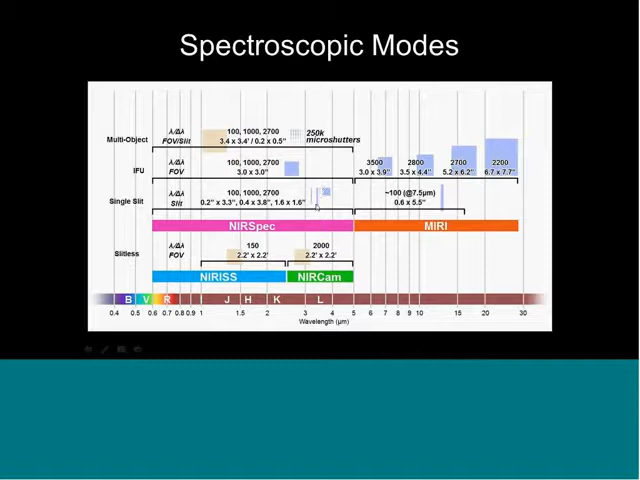 Spectroscopic Modes
Multi-Object
λ/Δλ
FOV/Slit
100, 1000, 2700
3.4 x 3.4' / 0.2 x 0.5"
250k
microshutters
IFU
λ/Δλ
FOV
100, 1000, 2700
3.0 x 3.0"
3500
3.0 x 3.9"
2800
3.5 x 4.4"
2700
5.2 x 6.2"
2200
6.7 x 7.7"
Single Slit
λ/Δλ
Slit
100, 1000, 2700
0.2" x 3.3", 0.4 x 3.8", 1.6 x 1.6"
~100 (@7.5μm)
0.6 x 5.5"
NIRSpec
MIRI
Slitless
λ/Δλ
FOV
150
2.2' x 2.2'
2000
2.2' x 2.2'
NIRISS
NIRCam
B V R J H K L
0.4 0.5 0.6 0.7 0.8 0.9 1 1.5 2 3 4 5 6 7 8 9 10 15 20 30
Wavelength (μm)